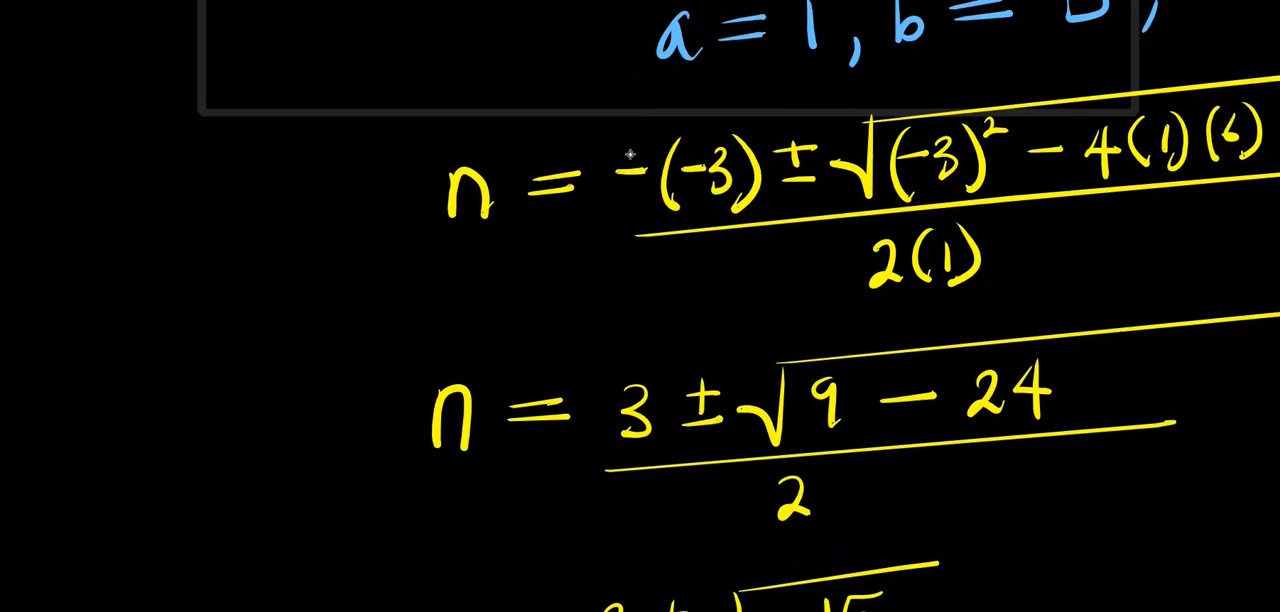 a = 1, b =
n = -(-3) ± √(-3)² - 4(1)(6)
2(1)
n = 3 ± √9 - 24
2